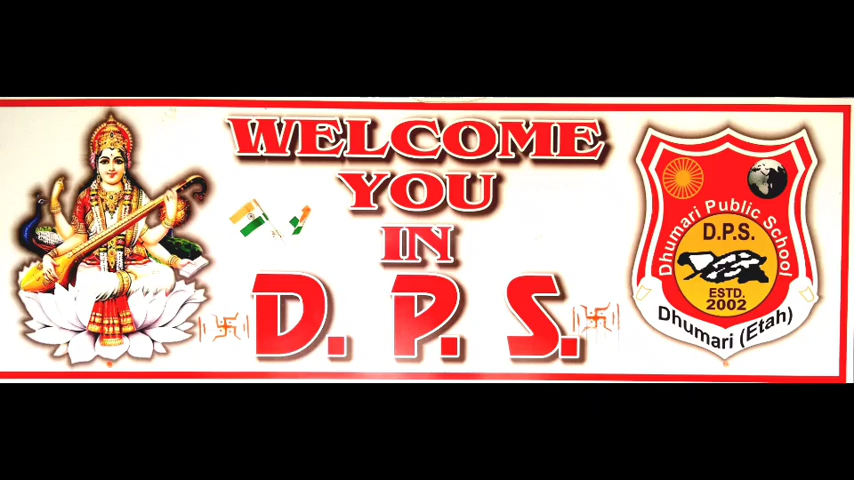 WELCOME
YOU
IN
D. P. S.
Dhumari Public School
D.P.S.
ESTD.
2002
Dhumari (Etah)